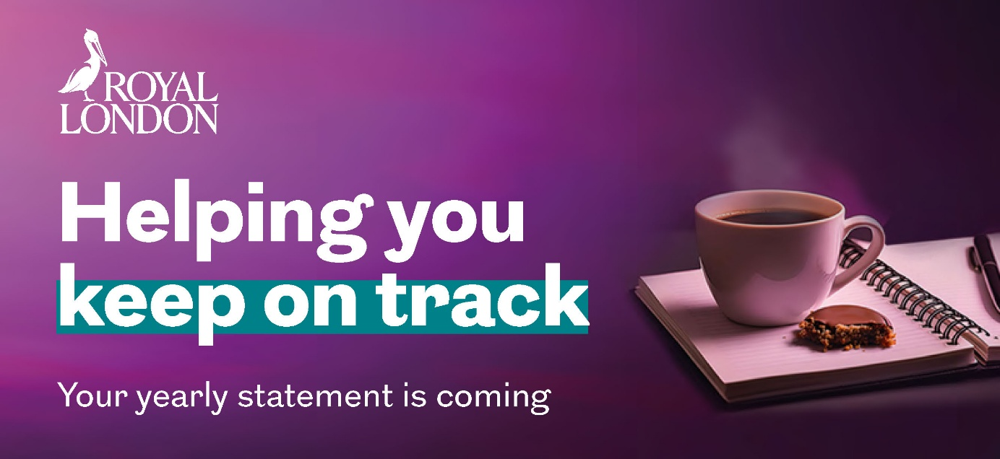 ROYAL
LONDON
Helping you
keep on track
Your yearly statement is coming